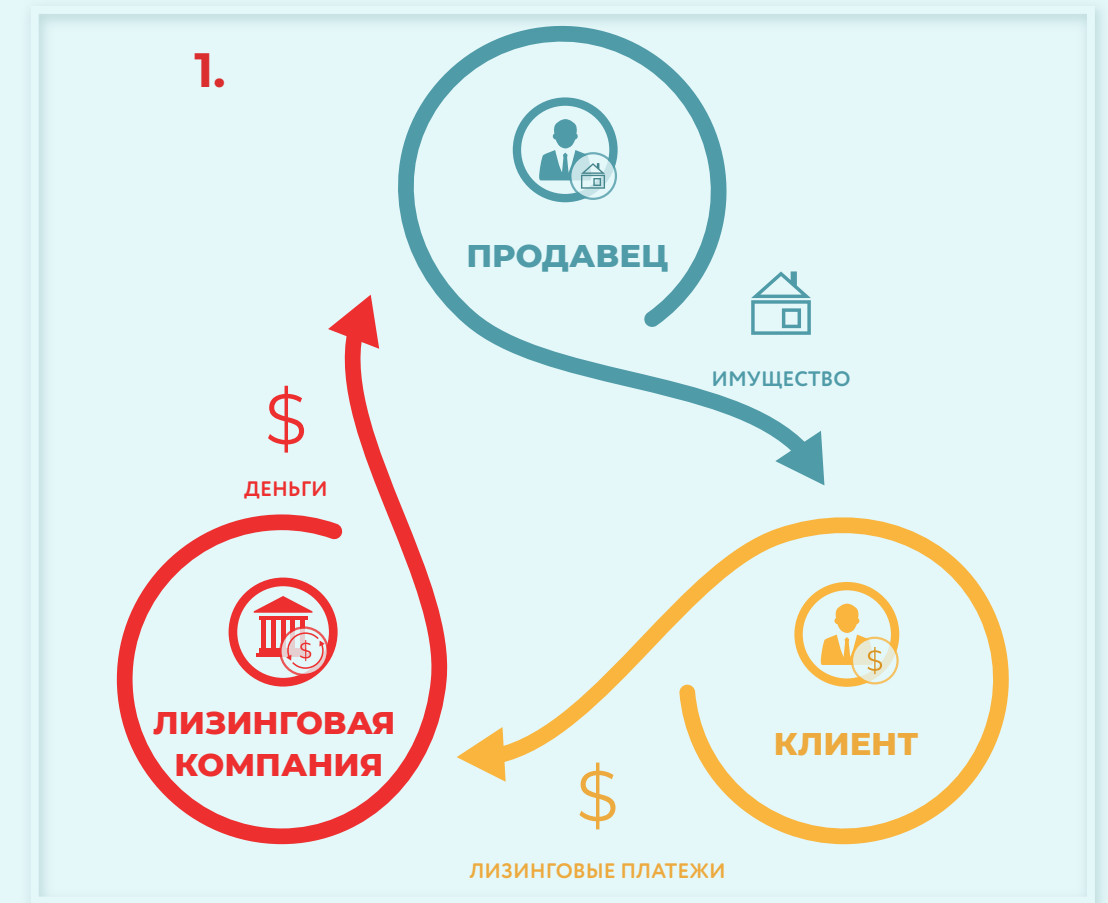 1.
ПРОДАВЕЦ
ИМУЩЕСТВО
$
ДЕНЬГИ
$
ЛИЗИНГОВАЯ
КОМПАНИЯ
$
КЛИЕНТ
$
ЛИЗИНГОВЫЕ ПЛАТЕЖИ